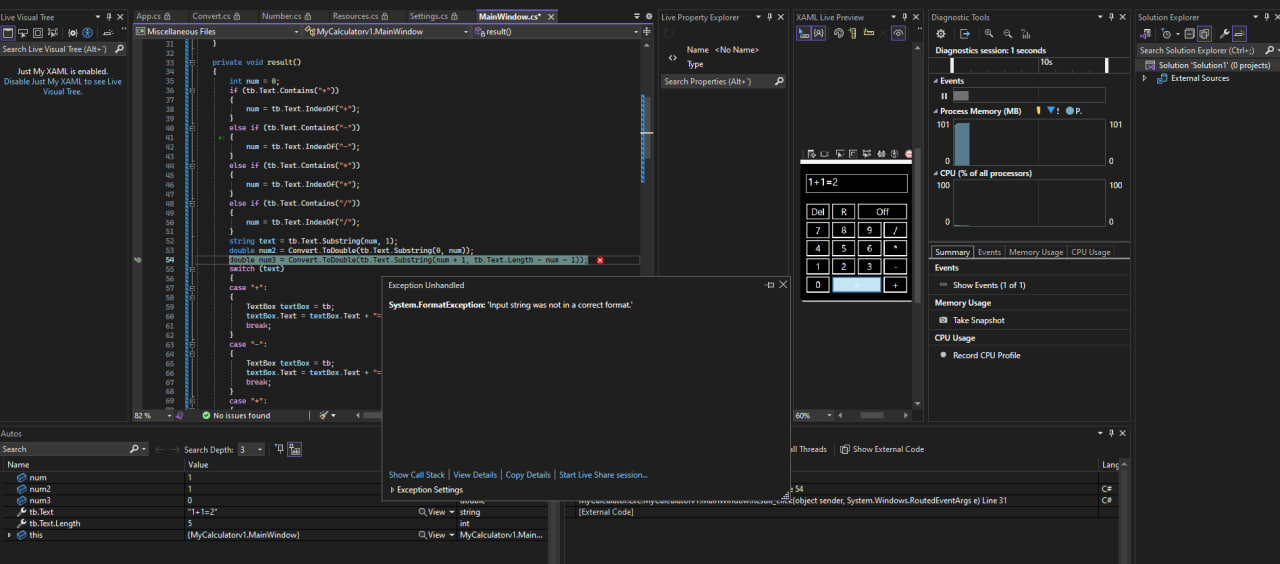 Live Visual Tree
App.cs
Convert.cs
Number.cs
Resources.cs
Settings.cs
MainWindow.cs*
Live Property Explorer
XAML Live Preview
Diagnostic Tools
Solution Explorer
Miscellaneous Files
MyCalculatorv1.MainWindow
result()
Search Live Visual Tree (Alt+`)
Just My XAML is enabled.
Disable Just My XAML to see Live
Visual Tree.
31 }
32
33 private void result()
34 {
35 int num = 0;
36 if (tb.Text.Contains("+"))
37 {
38 num = tb.Text.IndexOf("+");
39 }
40 else if (tb.Text.Contains("-"))
41 {
42 num = tb.Text.IndexOf("-");
43 }
44 else if (tb.Text.Contains("*"))
45 {
46 num = tb.Text.IndexOf("*");
47 }
48 else if (tb.Text.Contains("/"))
49 {
50 num = tb.Text.IndexOf("/");
51 }
52 string text = tb.Text.Substring(num, 1);
53 double num2 = Convert.ToDouble(tb.Text.Substring(0, num));
54 double num3 = Convert.ToDouble(tb.Text.Substring(num + 1, tb.Text.Length - num - 1));
55 switch (text)
56 {
57 case "+":
58 {
59 TextBox textBox = tb;
60 textBox.Text = textBox.Text + "=
61 break;
62 }
63 case "-":
64 {
65 TextBox textBox = tb;
66 textBox.Text = textBox.Text + "=
67 break;
68 }
69 case "*":
82 %
No issues found
Name <No Name>
Type
Search Properties (Alt+`)
1+1=2
Del R Off
7 8 9 /
4 5 6 *
1 2 3 -
0 = +
60%
Diagnostics session: 1 seconds
10s
Events
Process Memory (MB) S P.
101 101
0 0
CPU (% of all processors)
100 100
0 0
Summary Events Memory Usage CPU Usage
Events
Show Events (1 of 1)
Memory Usage
Take Snapshot
CPU Usage
Record CPU Profile
Search Solution Explorer (Ctrl+;)
Solution 'Solution1' (0 projects)
External Sources
Exception Unhandled
System.FormatException: 'Input string was not in a correct format.'
Show Call Stack | View Details | Copy Details | Start Live Share session...
Exception Settings
Autos
Search
Search Depth: 3
Name Value
num 1
num2 1
num3 0 double
tb.Text "1+1=2" View string
tb.Text.Length 5 int
this {MyCalculatorv1.MainWindow} View MyCalculatorv1.Main...
all Threads
Show External Code
Lang
e 54 C#
MyCalculator.exe!MyCalculatorv1.MainWindow.Result_click(object sender, System.Windows.RoutedEventArgs e) Line 31 C#
[External Code]